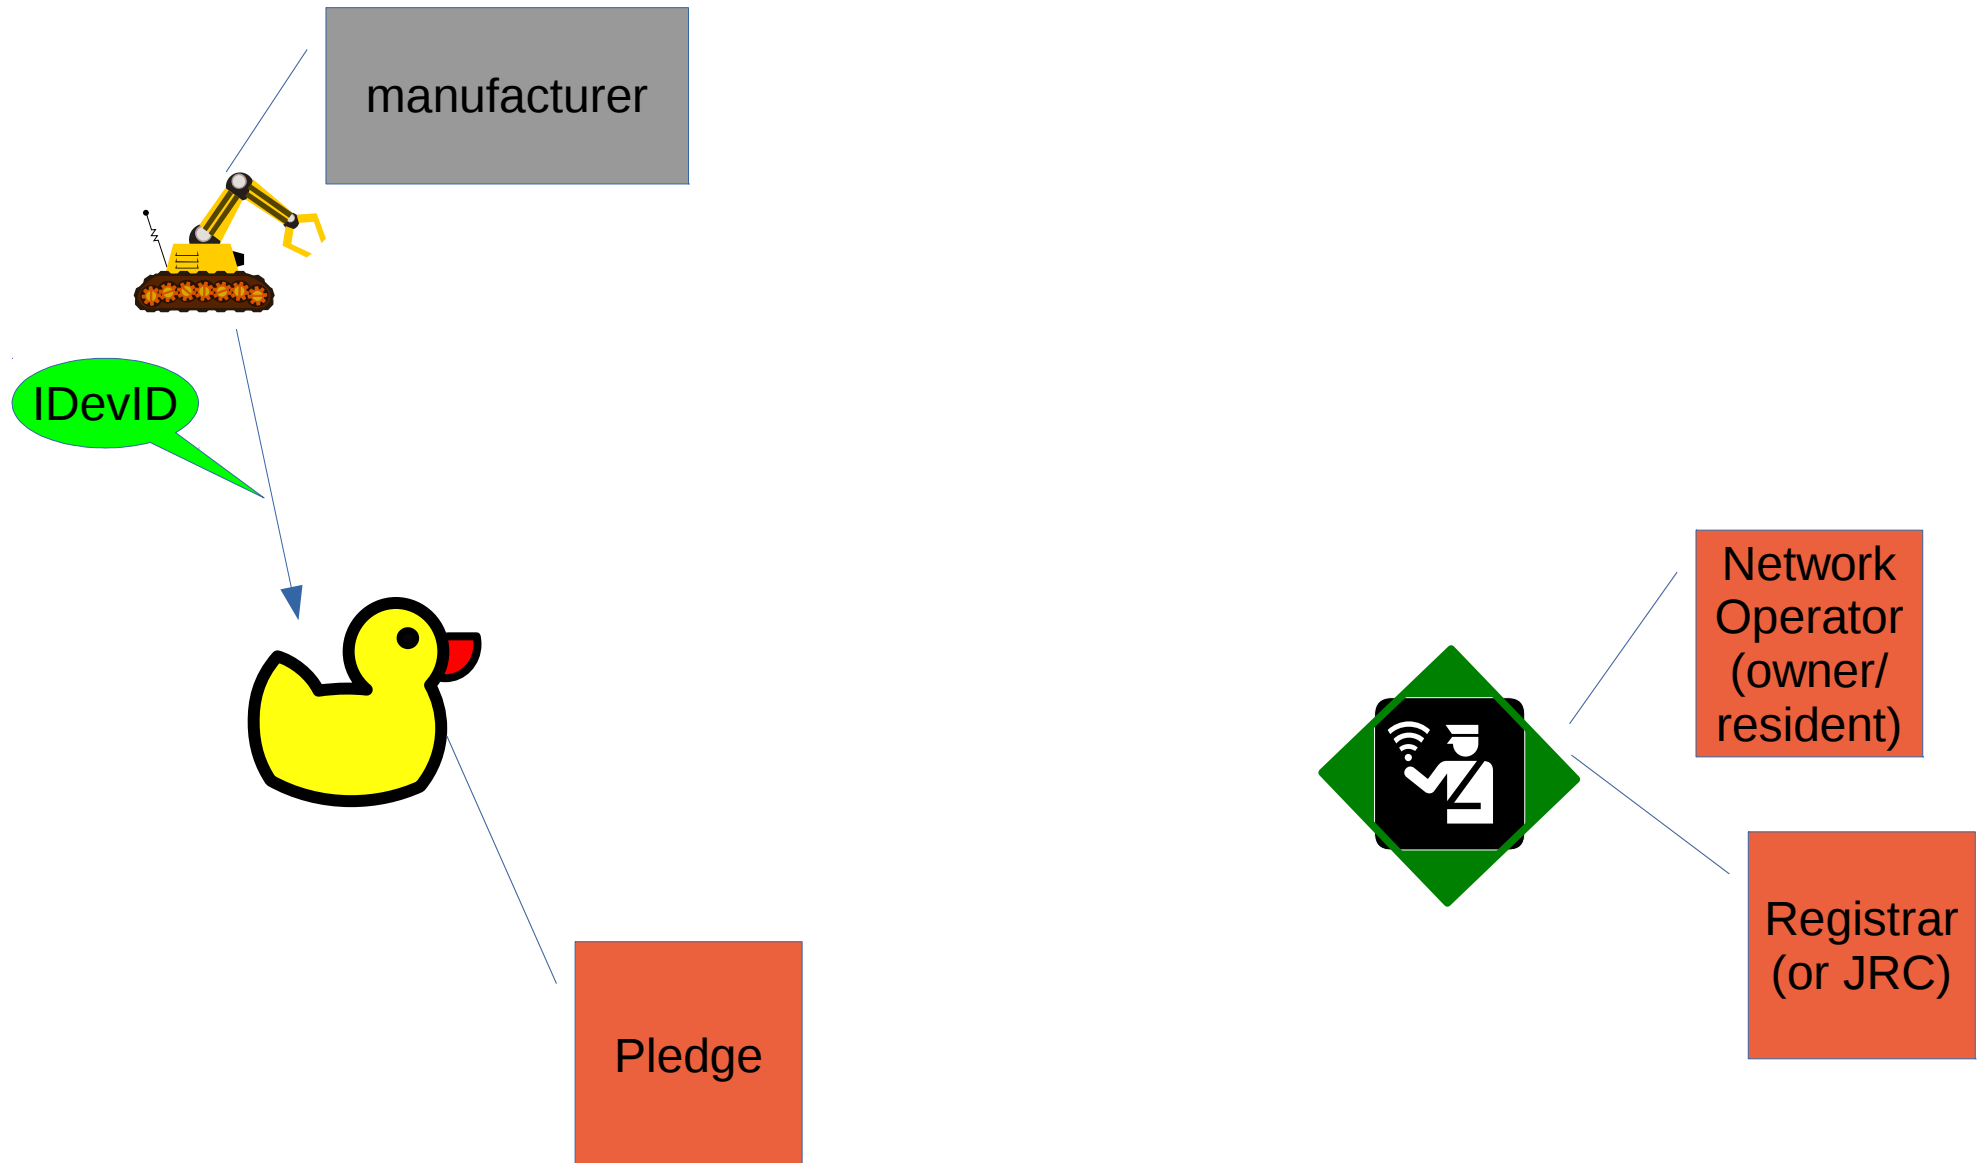 manufacturer
IDevID
Network
Operator
(owner/
resident)
Registrar
(or JRC)
Pledge